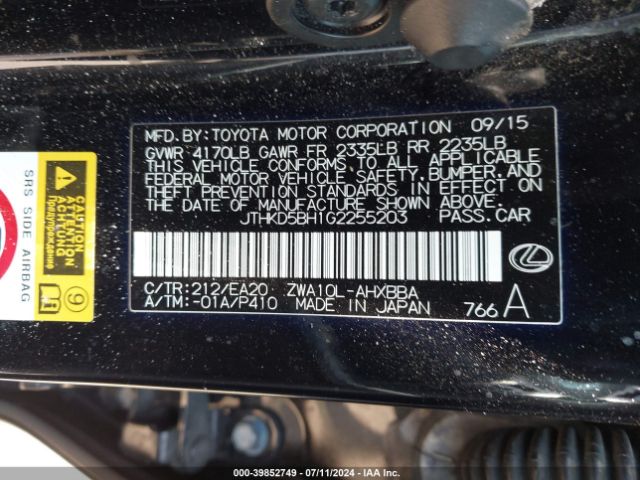 MFD. BY: TOYOTA MOTOR CORPORATION 09/15
GVWR 4170LB GAWR FR 2335LB RR 2235LB
THIS VEHICLE CONFORMS TO ALL APPLICABLE
FEDERAL MOTOR VEHICLE SAFETY, BUMPER, AND
THEFT PREVENTION STANDARDS IN EFFECT ON
THE DATE OF MANUFACTURE SHOWN ABOVE.
JTHKD5BH1G2255203 PASS.CAR
C/TR:212/EA20 ZWA10L-AHXBBA
A/TM:-01A/P410 MADE IN JAPAN 766 A
SRS SIDE AIRBAG
CAUTION
ACHTUNG
Предупреждение
9
000-39852749 - 07/11/2024 - IAA Inc.